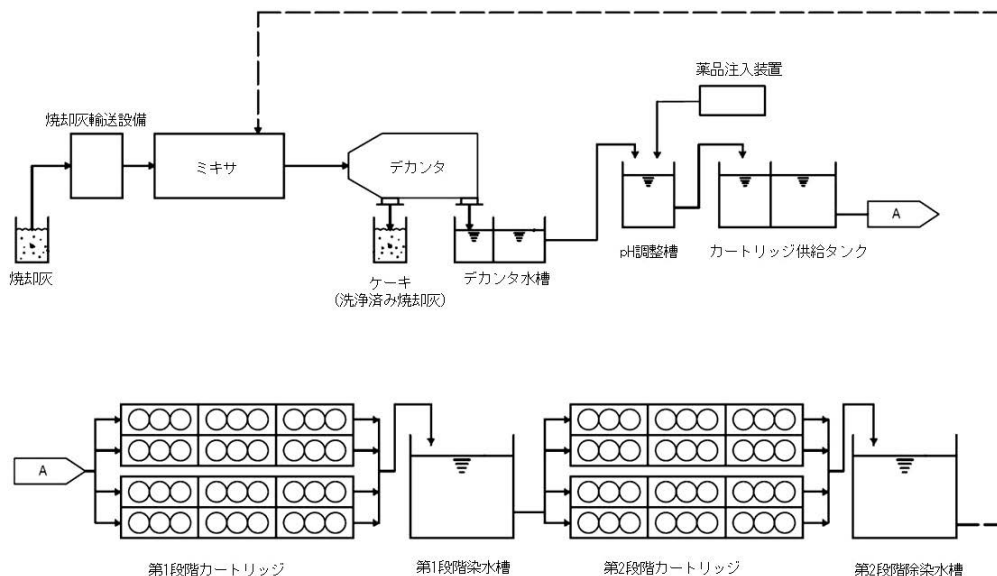 薬品注入装置
焼却灰輸送設備
ミキサ
デカンタ
A
pH調整槽
カートリッジ供給タンク
焼却灰
ケーキ
(洗浄済み焼却灰)
デカンタ水槽
A
第1段階カートリッジ
第1段階染水槽
第2段階カートリッジ
第2段階除染水槽